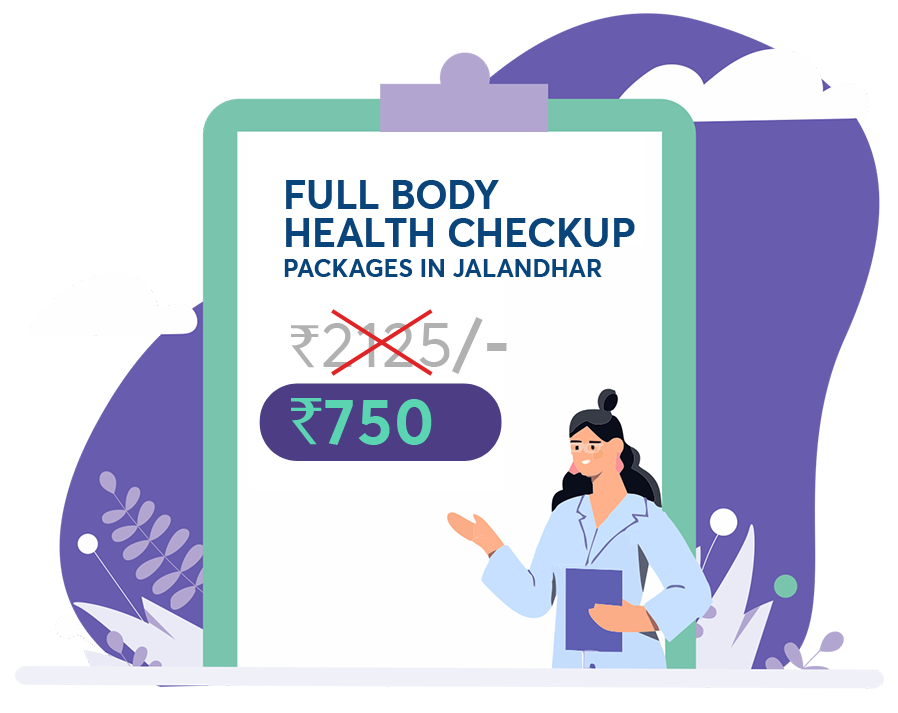 FULL BODY
HEALTH CHECKUP
PACKAGES IN JALANDHAR
₹2125/-
₹750